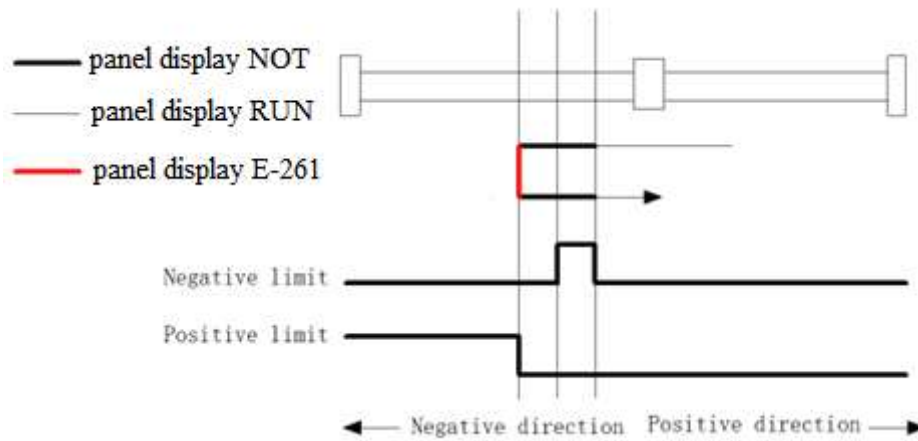 panel display NOT
panel display RUN
panel display E-261
Negative limit
Positive limit
Negative direction
Positive direction